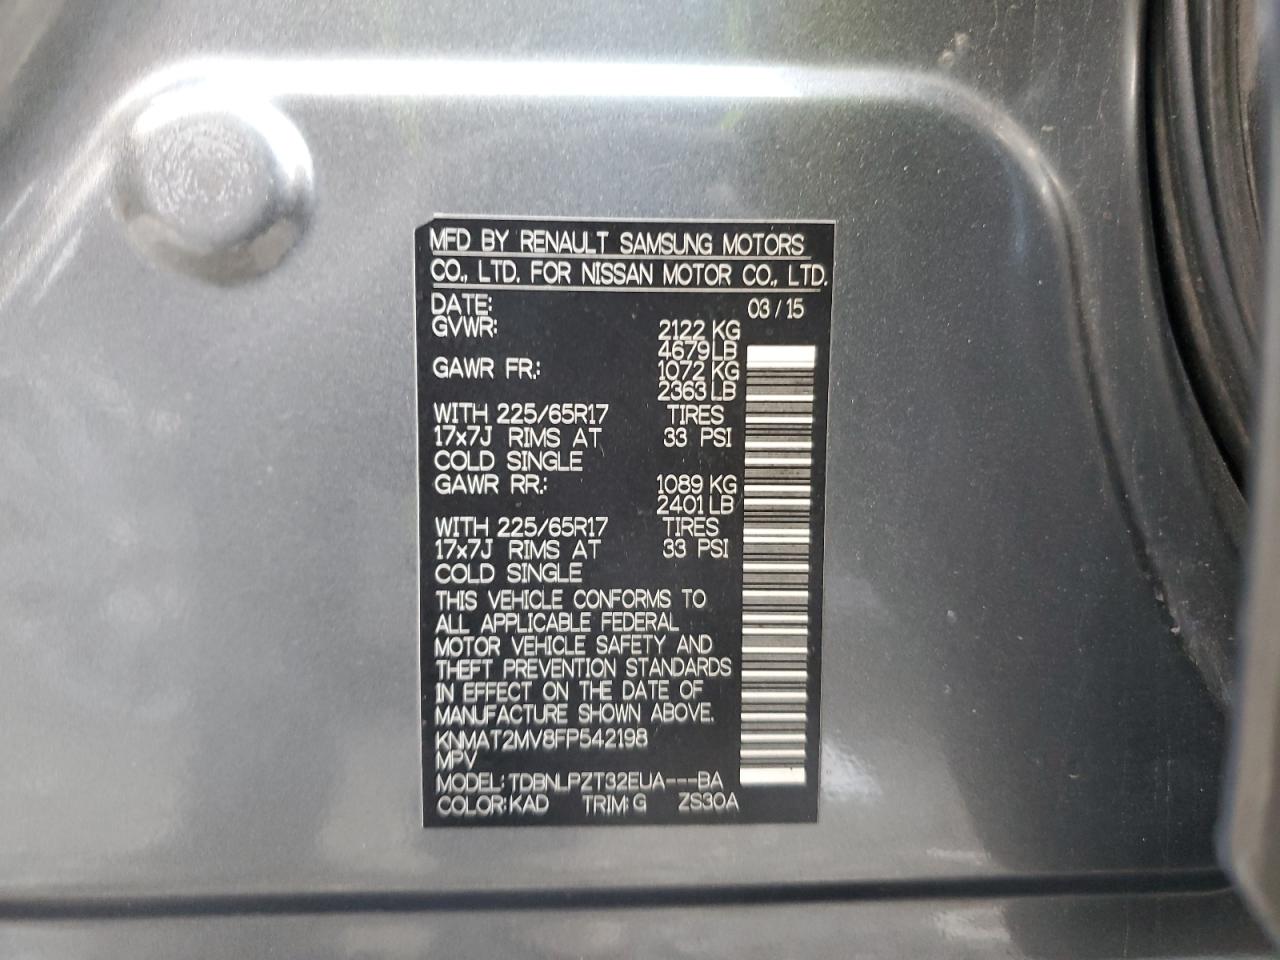 MFD BY RENAULT SAMSUNG MOTORS
CO., LTD. FOR NISSAN MOTOR CO., LTD.
DATE: 03 / 15
GVWR: 2122 KG
4679 LB
GAWR FR.: 1072 KG
2363 LB
WITH 225/65R17 TIRES
17x7J RIMS AT 33 PSI
COLD SINGLE
GAWR RR.: 1089 KG
2401 LB
WITH 225/65R17 TIRES
17x7J RIMS AT 33 PSI
COLD SINGLE
THIS VEHICLE CONFORMS TO
ALL APPLICABLE FEDERAL
MOTOR VEHICLE SAFETY AND
THEFT PREVENTION STANDARDS
IN EFFECT ON THE DATE OF
MANUFACTURE SHOWN ABOVE.
KNMAT2MV8FP542198
MPV
MODEL: TDBNLPZT32EUA---BA
COLOR: KAD TRIM: G ZS30A